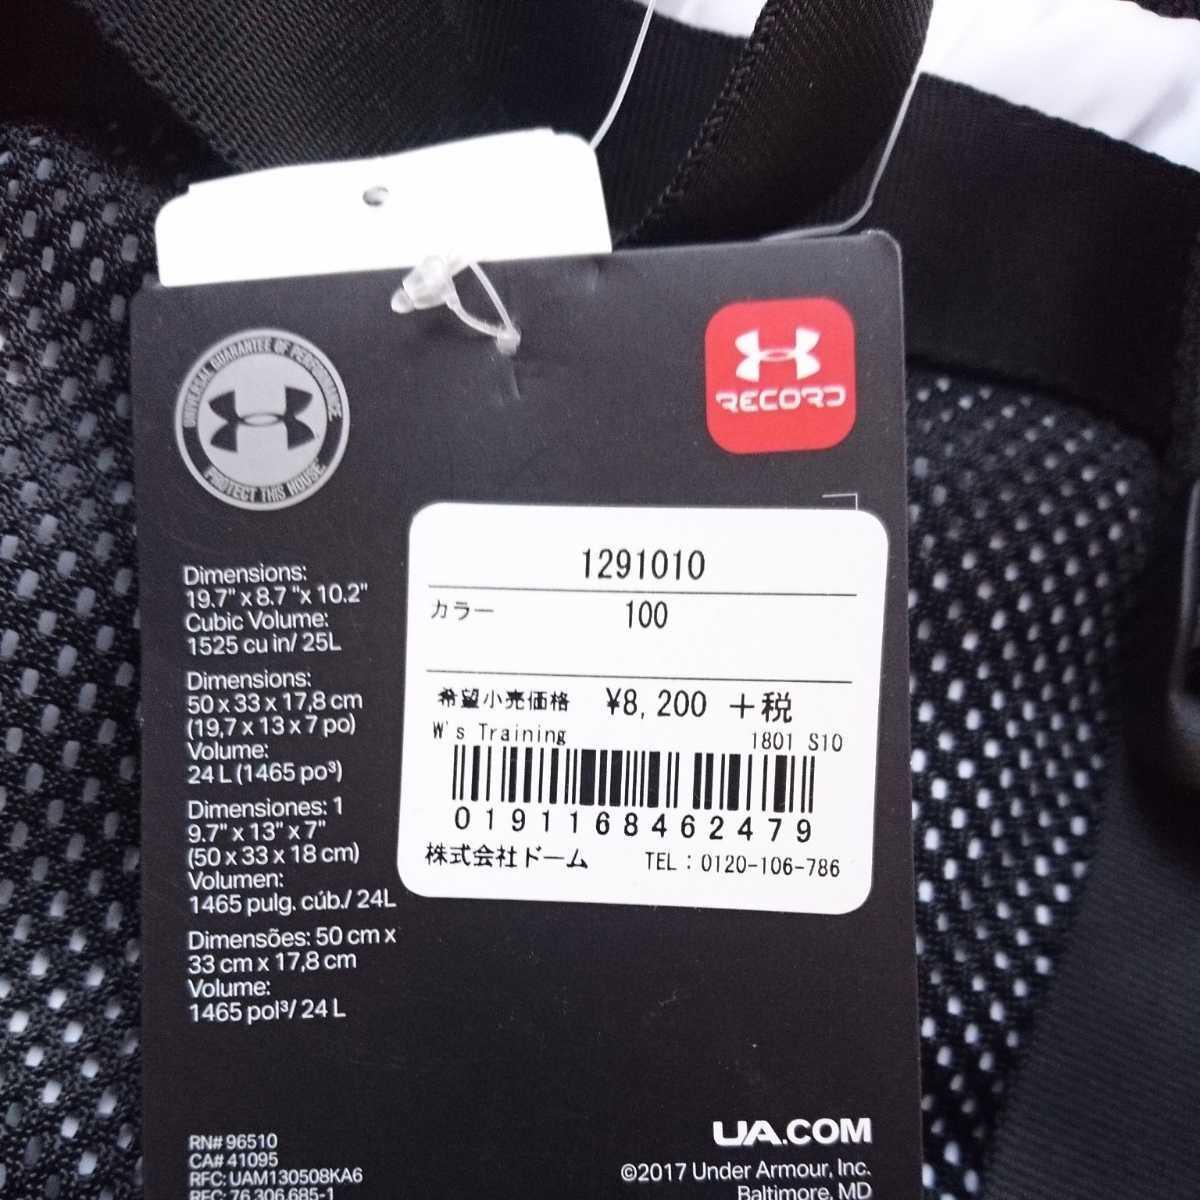 UNIVERSAL GUARANTEE OF PERFORMANCE.
PROTECT THIS HOUSE.
RECORD
Dimensions:
19.7" x 8.7 "x 10.2"
Cubic Volume:
1525 cu in/ 25L
Dimensions:
50 x 33 x 17,8 cm
(19,7 x 13 x 7 po)
Volume:
24 L (1465 po³)
Dimensiones: 1
9.7" x 13" x 7"
(50 x 33 x 18 cm)
Volumen:
1465 pulg. cúb./ 24L
Dimensões: 50 cm x
33 cm x 17,8 cm
Volume:
1465 pol³/ 24 L
1291010
カラー 100
希望小売価格 ¥8,200 +税
W's Training 1801 S10
0191168462479
株式会社ドーム TEL：0120-106-786
RN# 96510
CA# 41095
RFC: UAM130508KA6
RFC: 76.306.685-1
UA.COM
©2017 Under Armour, Inc.
Baltimore, MD